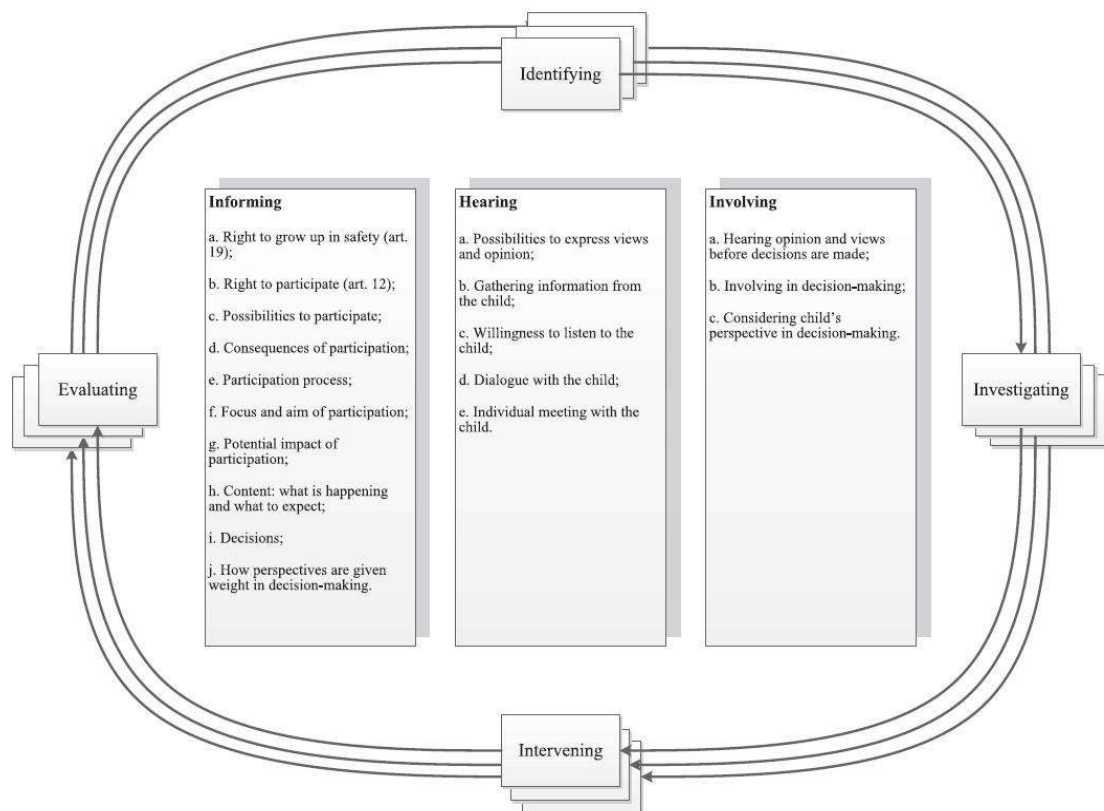 Identifying
Informing
a. Right to grow up in safety (art.
19);
b. Right to participate (art. 12);
c. Possibilities to participate;
d. Consequences of participation;
e. Participation process;
f. Focus and aim of participation;
g. Potential impact of
participation;
h. Content: what is happening
and what to expect;
i. Decisions;
j. How perspectives are given
weight in decision-making.
Hearing
a. Possibilities to express views
and opinion;
b. Gathering information from
the child;
c. Willingness to listen to the
child;
d. Dialogue with the child;
e. Individual meeting with the
child.
Involving
a. Hearing opinion and views
before decisions are made;
b. Involving in decision-making;
c. Considering child’s
perspective in decision-making.
Evaluating
Investigating
Intervening